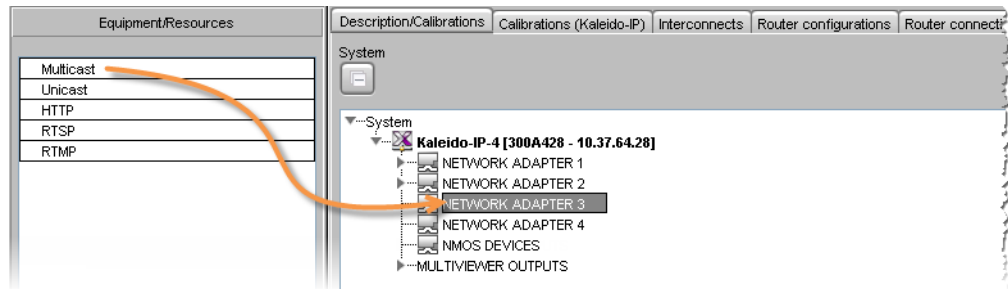 Equipment/Resources
Multicast
Unicast
HTTP
RTSP
RTMP
Description/Calibrations
Calibrations (Kaleido-IP)
Interconnects
Router configurations
Router
System
System
Kaleido-IP-4 [300A428 - 10.37.64.28]
NETWORK ADAPTER 1
NETWORK ADAPTER 2
NETWORK ADAPTER 3
NETWORK ADAPTER 4
NMOS DEVICES
MULTIVIEWER OUTPUTS